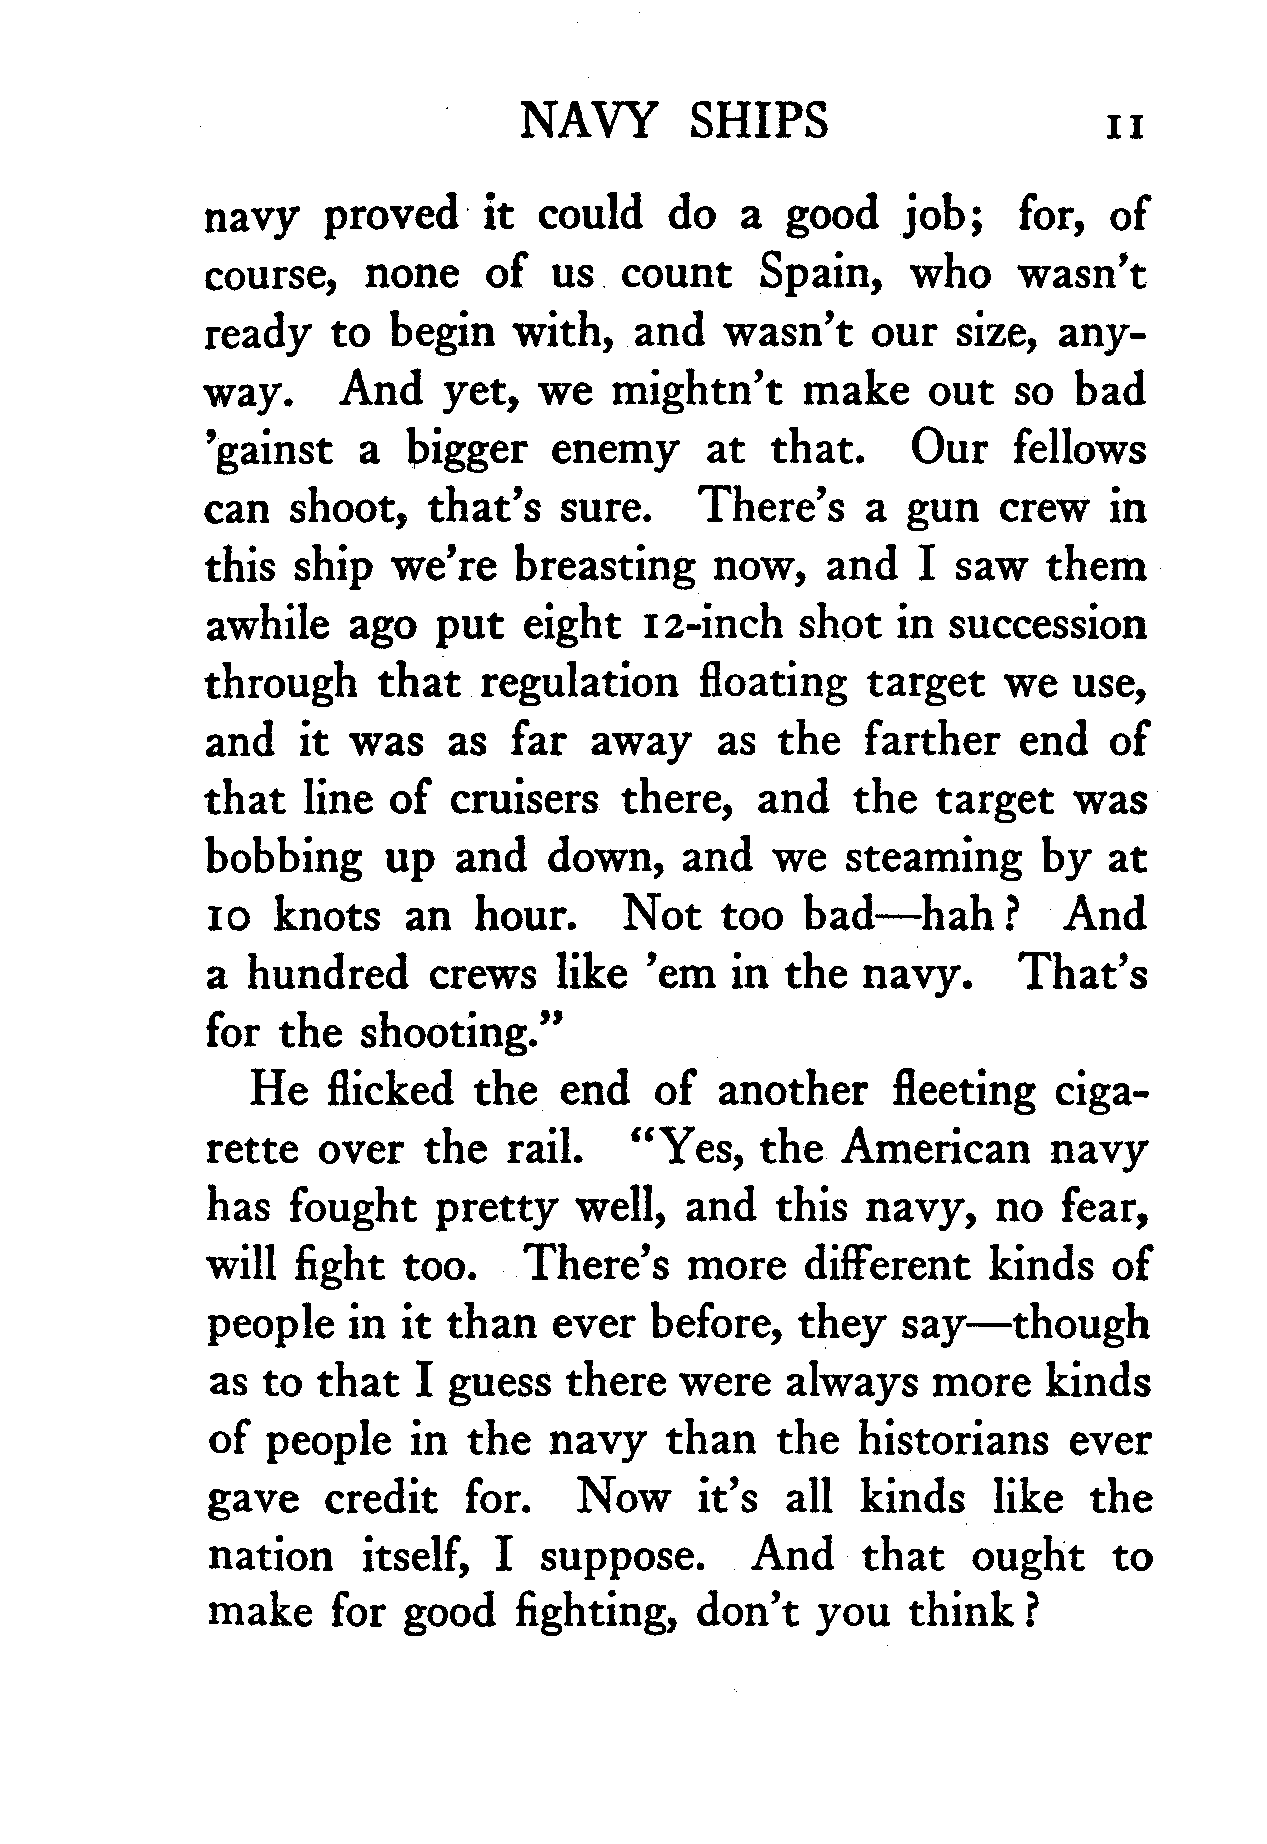 NAVY SHIPS 11
navy proved it could do a good job; for, of
course, none of us count Spain, who wasn't
ready to begin with, and wasn't our size, any-
way. And yet, we mightn't make out so bad
'gainst a bigger enemy at that. Our fellows
can shoot, that's sure. There's a gun crew in
this ship we're breasting now, and I saw them
awhile ago put eight 12-inch shot in succession
through that regulation floating target we use,
and it was as far away as the farther end of
that line of cruisers there, and the target was
bobbing up and down, and we steaming by at
10 knots an hour. Not too bad—hah? And
a hundred crews like 'em in the navy. That's
for the shooting."
He flicked the end of another fleeting ciga-
rette over the rail. "Yes, the American navy
has fought pretty well, and this navy, no fear,
will fight too. There's more different kinds of
people in it than ever before, they say—though
as to that I guess there were always more kinds
of people in the navy than the historians ever
gave credit for. Now it's all kinds like the
nation itself, I suppose. And that ought to
make for good fighting, don't you think?